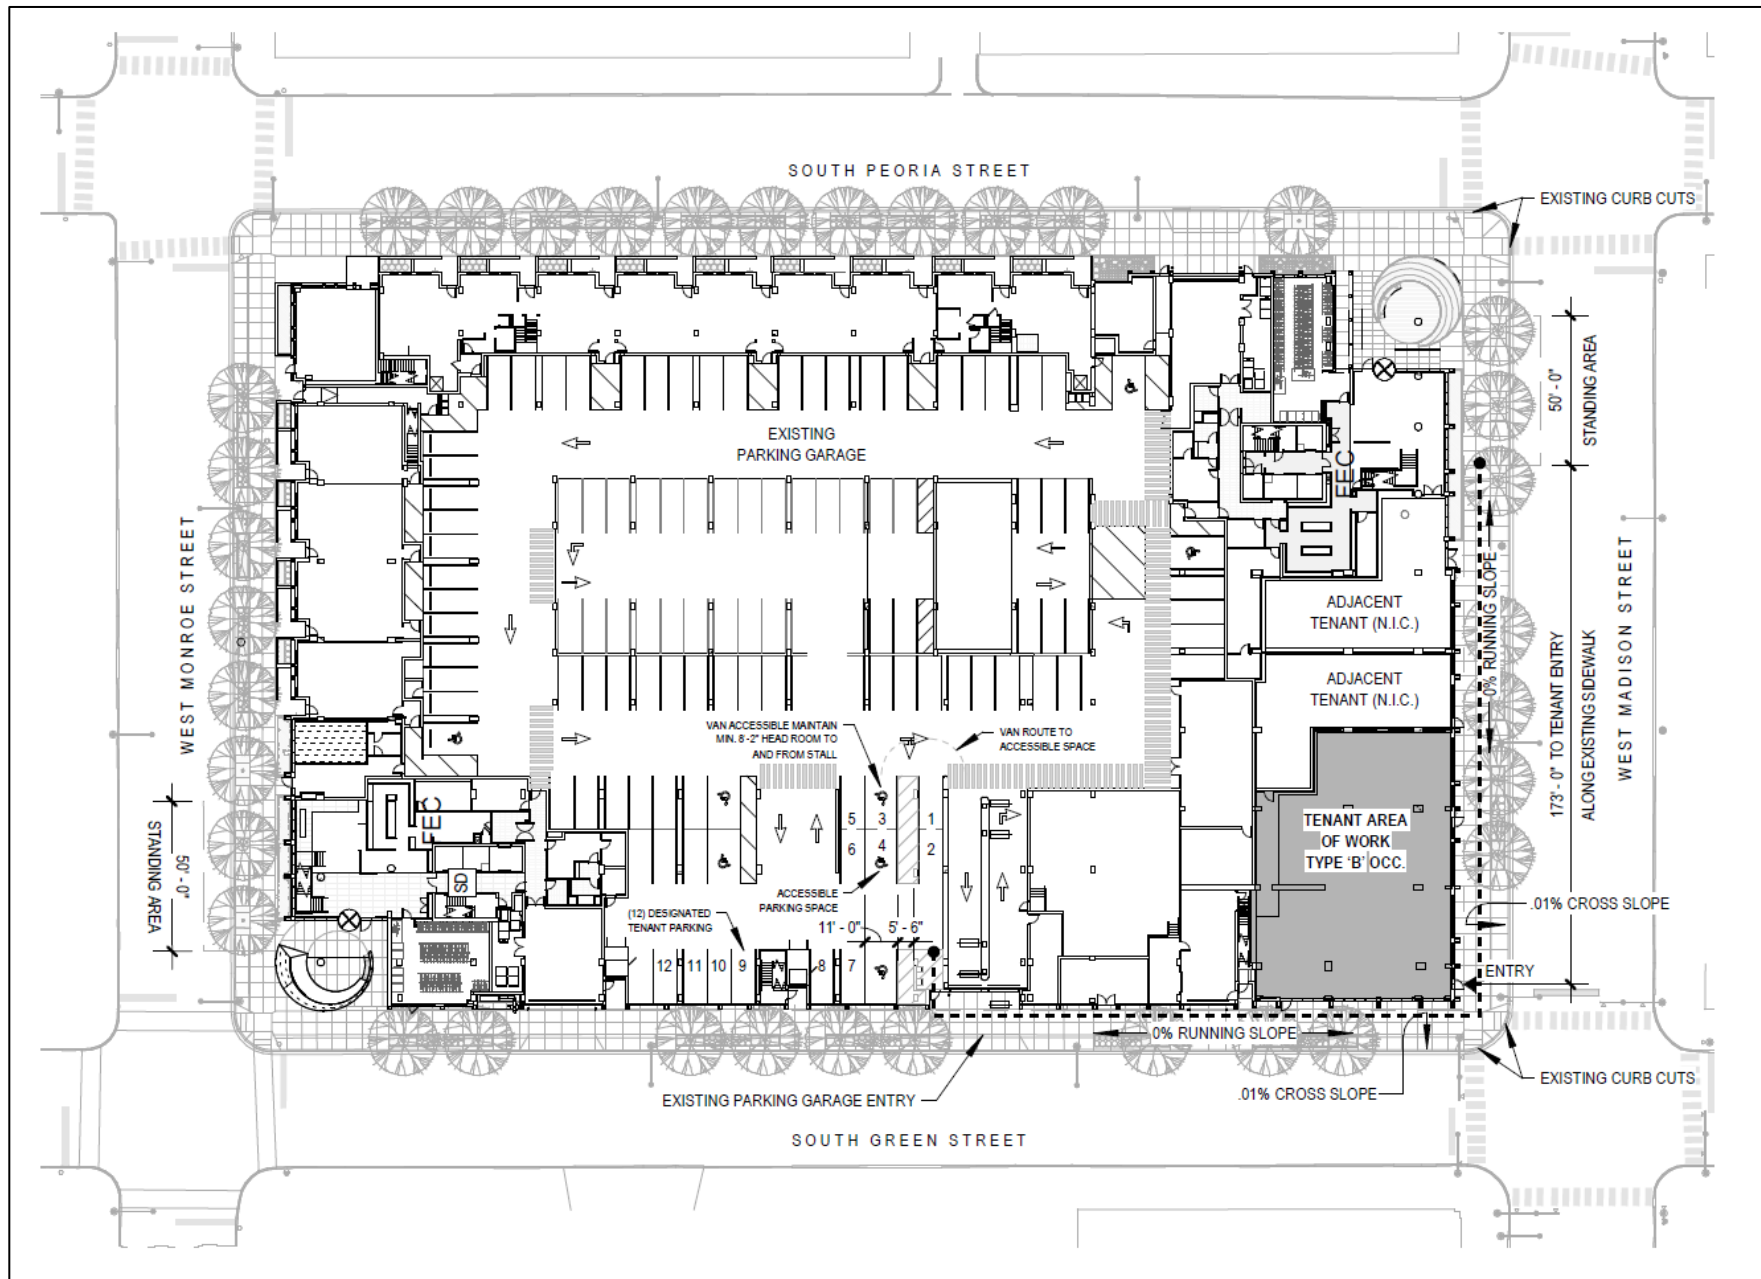 SOUTH PEORIA STREET
EXISTING CURB CUTS
50' - 0"
STANDING AREA
EXISTING
PARKING GARAGE
FEC
WEST MONROE STREET
0% RUNNING SLOPE
ADJACENT
TENANT (N.I.C.)
ADJACENT
TENANT (N.I.C.)
173' - 0" TO TENANT ENTRY
ALONG EXISTING SIDEWALK
WEST MADISON STREET
VAN ACCESSIBLE MAINTAIN
MIN. 8'-2" HEAD ROOM TO
AND FROM STALL
VAN ROUTE TO
ACCESSIBLE SPACE
FEC
STANDING AREA
50' - 0"
5
3
1
6
4
2
TENANT AREA
OF WORK
TYPE 'B' OCC.
SD
ACCESSIBLE
PARKING SPACE
(12) DESIGNATED
TENANT PARKING
11' - 0"
5' - 6"
.01% CROSS SLOPE
12
11
10
9
8
7
ENTRY
0% RUNNING SLOPE
EXISTING PARKING GARAGE ENTRY
.01% CROSS SLOPE
EXISTING CURB CUTS
SOUTH GREEN STREET